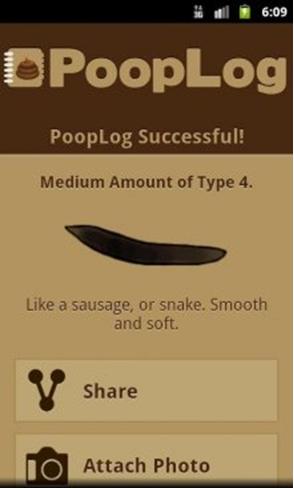 6:09
PoopLog
PoopLog Successful!
Medium Amount of Type 4.
Like a sausage, or snake. Smooth
and soft.
Share
Attach Photo